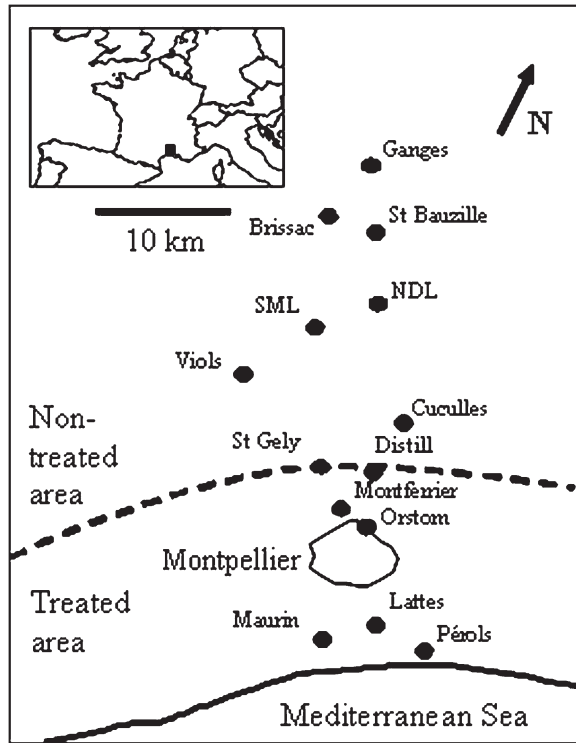 N
Ganges
10 km
Brissac
St Bauzille
NDL
SML
Viols
Cuculles
Non-
treated
area
St Gely
Distill
Montferrier
Orstom
Montpellier
Treated
area
Lattes
Maurin
Pérols
Mediterranean Sea